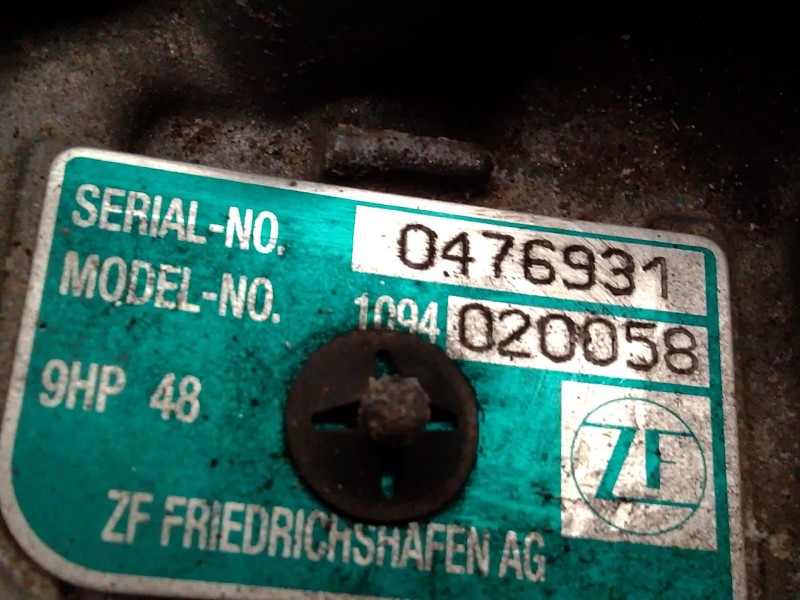 SERIAL-NO. 0476931
MODEL-NO. 1094 020058
9HP 48
ZF
ZF FRIEDRICHSHAFEN AG